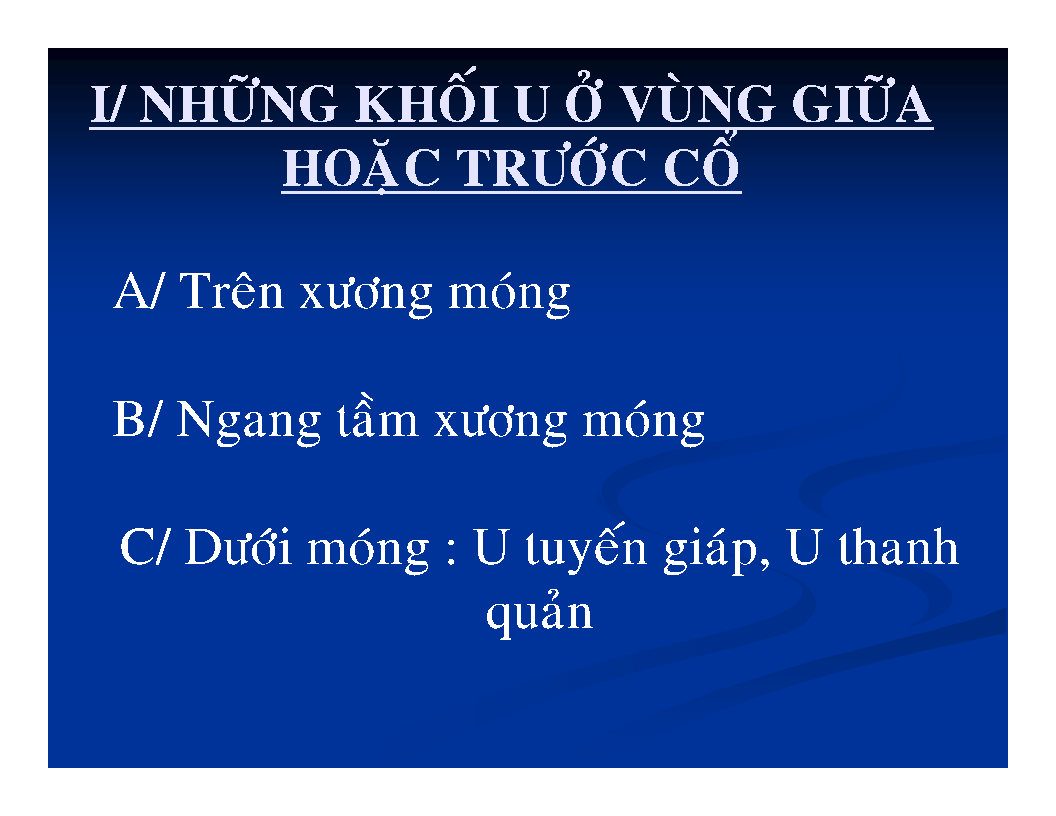 I/ NHỮNG KHỐI U Ở VÙNG GIỮA
HOẶC TRƯỚC CỔ
A/ Trên xương móng
B/ Ngang tầm xương móng
C/ Dưới móng : U tuyến giáp, U thanh
quản